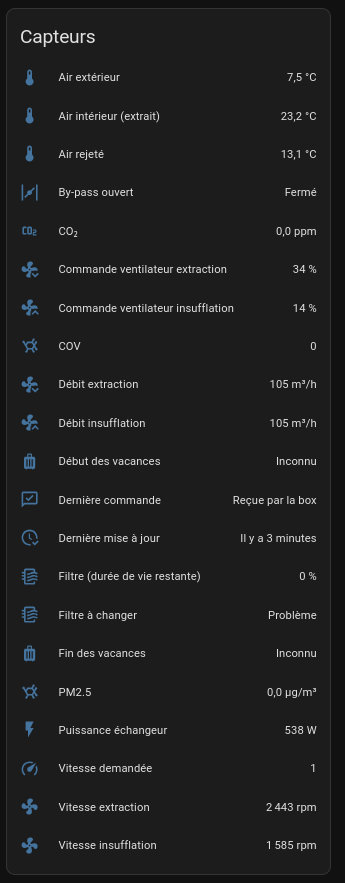 Capteurs
Air extérieur 7,5 °C
Air intérieur (extrait) 23,2 °C
Air rejeté 13,1 °C
By-pass ouvert Fermé
CO₂ CO₂ 0,0 ppm
Commande ventilateur extraction 34 %
Commande ventilateur insufflation 14 %
COV 0
Débit extraction 105 m³/h
Débit insufflation 105 m³/h
Début des vacances Inconnu
Dernière commande Reçue par la box
Dernière mise à jour Il y a 3 minutes
Filtre (durée de vie restante) 0 %
Filtre à changer Problème
Fin des vacances Inconnu
PM2.5 0,0 µg/m³
Puissance échangeur 538 W
Vitesse demandée 1
Vitesse extraction 2 443 rpm
Vitesse insufflation 1 585 rpm